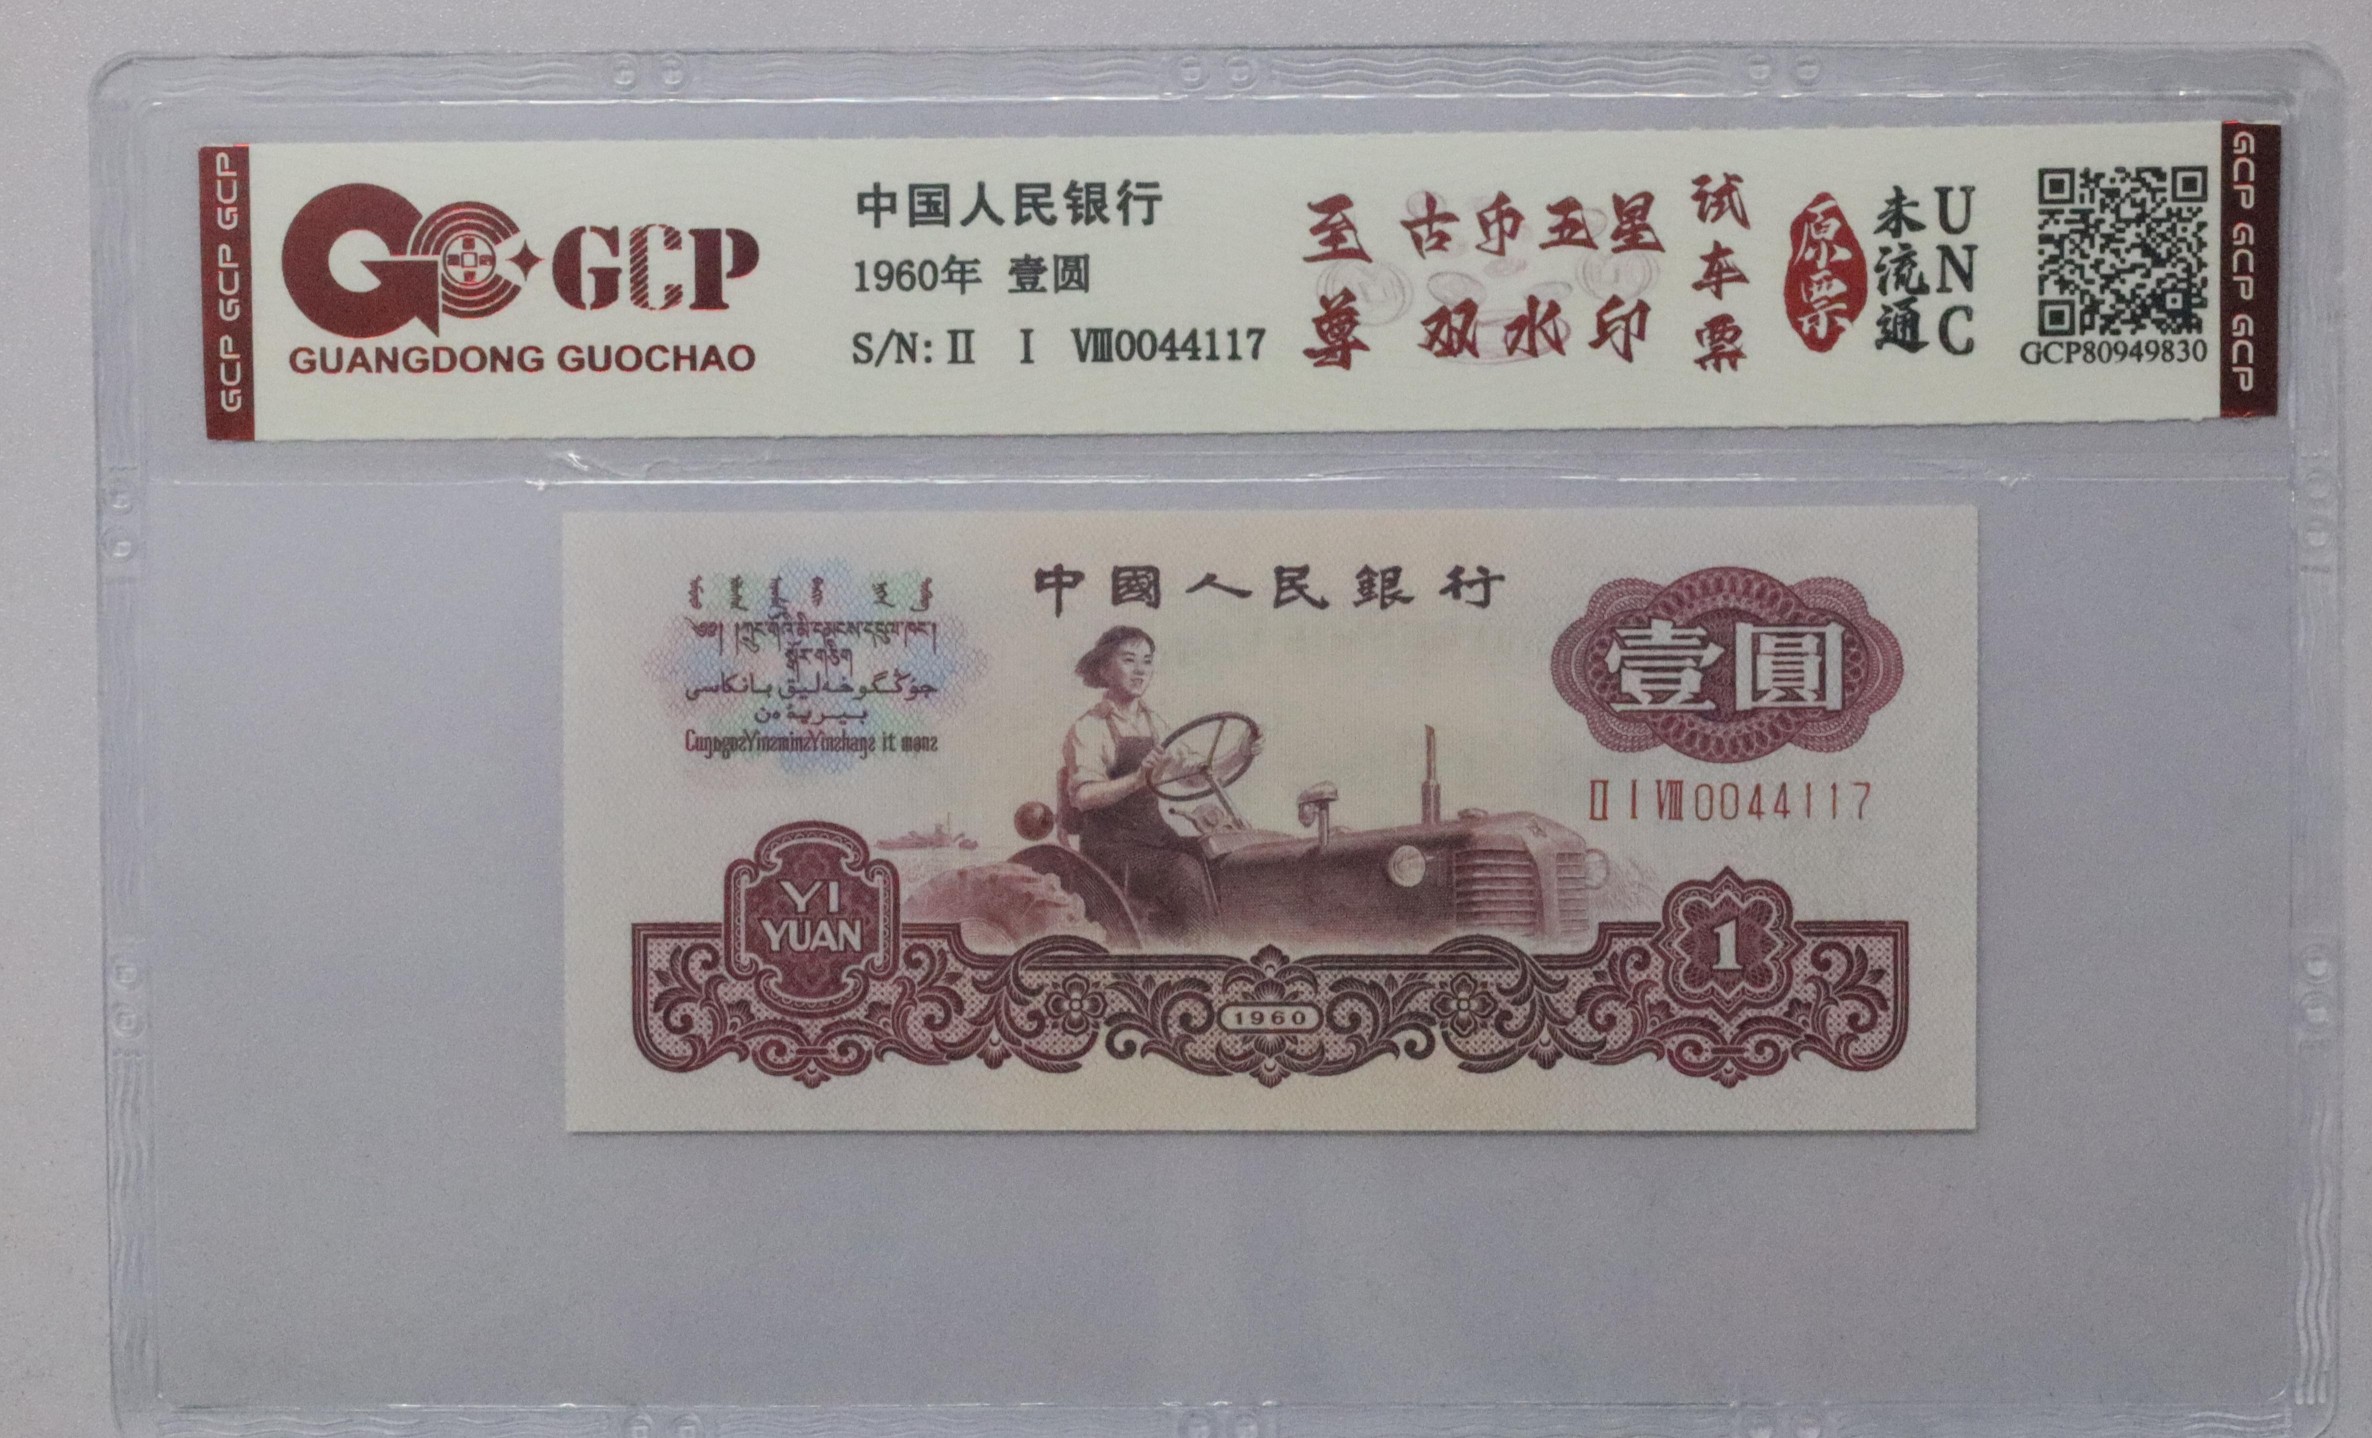 GCP GCP GCP
GCP
GUANGDONG GUOCHAO
中国人民银行
1960年 壹圆
S/N: Ⅱ Ⅰ Ⅷ0044117
至尊
古币五星
双水印
试车票
原票
未流通
UNC
GCP80949830
GCP GCP GCP
中國人民銀行
壹圓
ⅡⅠⅧ0044117
YI
YUAN
1
1960